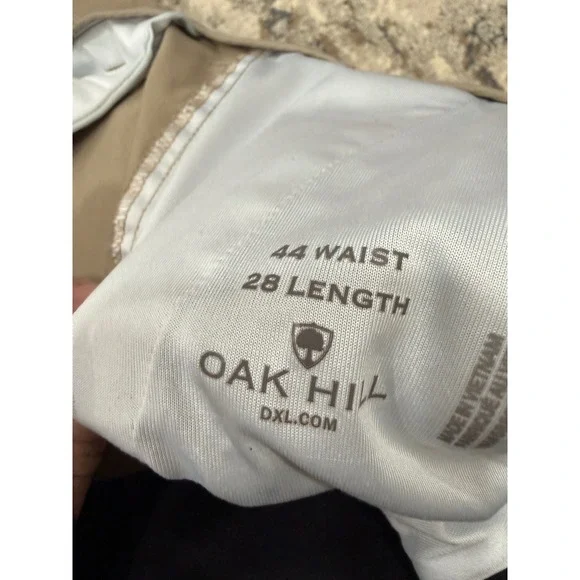 44 WAIST
28 LENGTH
OAK HILL
DXL.COM
MADE IN VIETNAM